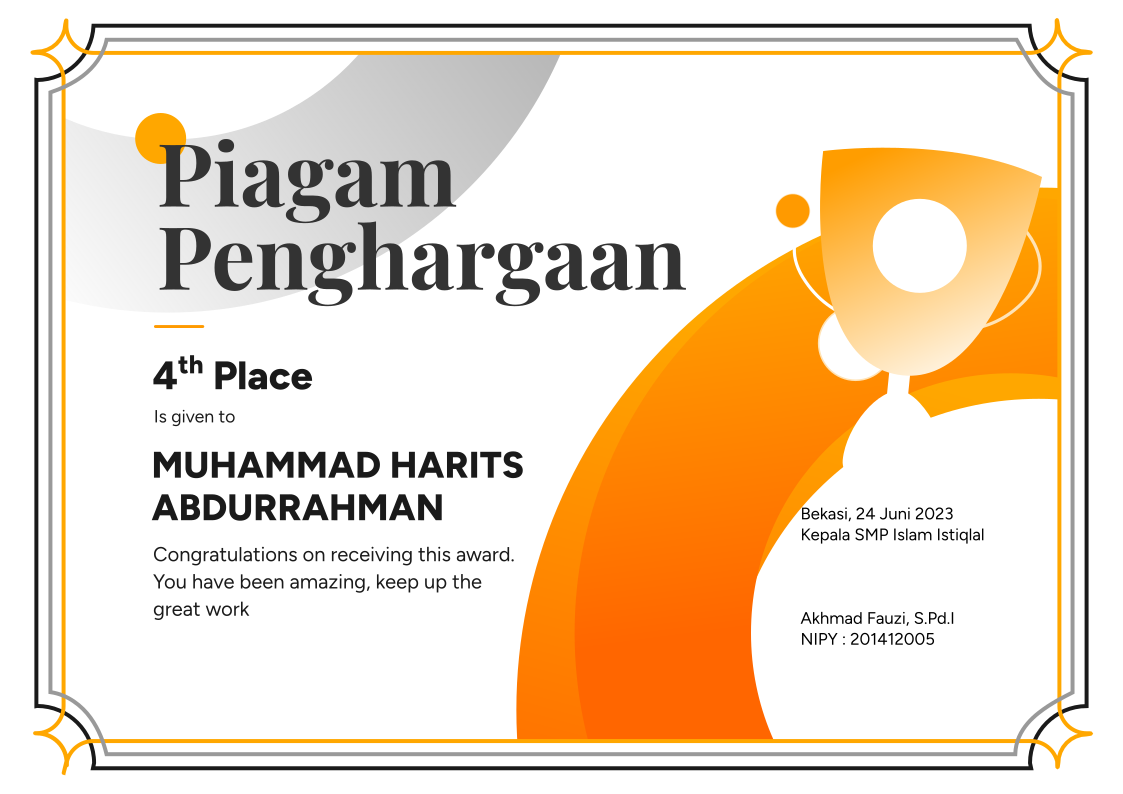 Piagam
Penghargaan
4th Place
Is given to
MUHAMMAD HARITS
ABDURRAHMAN
Congratulations on receiving this award.
You have been amazing, keep up the
great work
Bekasi, 24 Juni 2023
Kepala SMP Islam Istiqlal
Akhmad Fauzi, S.Pd.I
NIPY : 201412005